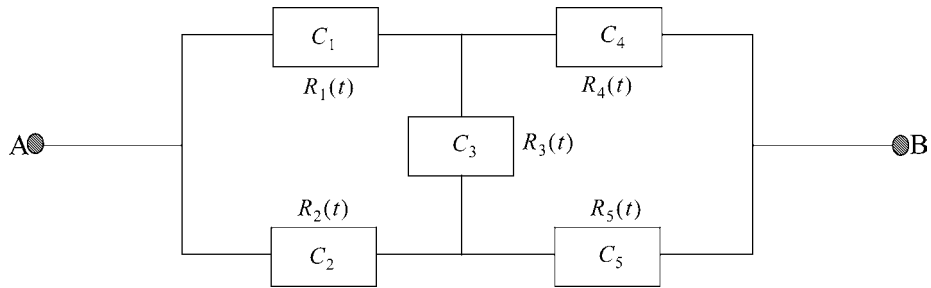 C₁ C₄
R₁(t) R₄(t)
A C₃ R₃(t) B
R₂(t) R₅(t)
C₂ C₅